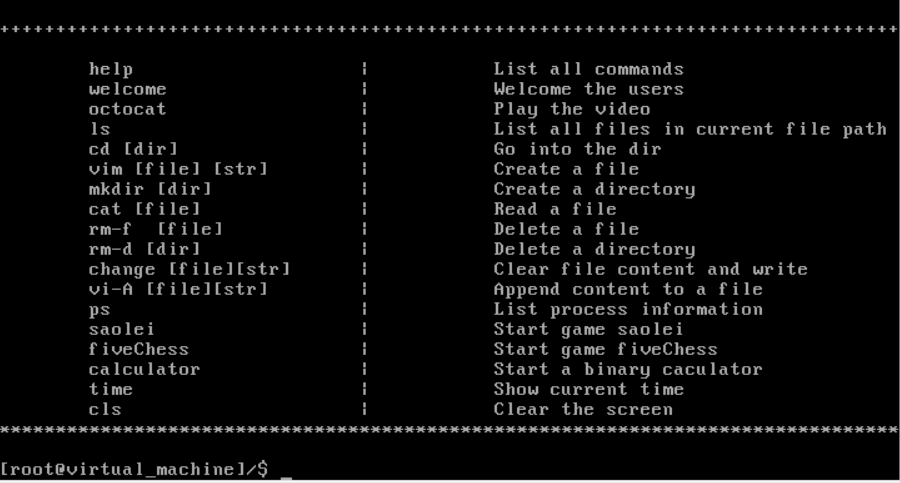 ++++++++++++++++++++++++++++++++++++++++++++++++++++++++++++++++++++++++++++++++
help | List all commands
welcome | Welcome the users
octocat | Play the video
ls | List all files in current file path
cd [dir] | Go into the dir
vim [file] [str] | Create a file
mkdir [dir] | Create a directory
cat [file] | Read a file
rm-f  [file] | Delete a file
rm-d [dir] | Delete a directory
change [file][str] | Clear file content and write
vi-A [file][str] | Append content to a file
ps | List process information
saolei | Start game saolei
fiveChess | Start game fiveChess
calculator | Start a binary caculator
time | Show current time
cls | Clear the screen
********************************************************************************
[root@virtual_machine]/$ _